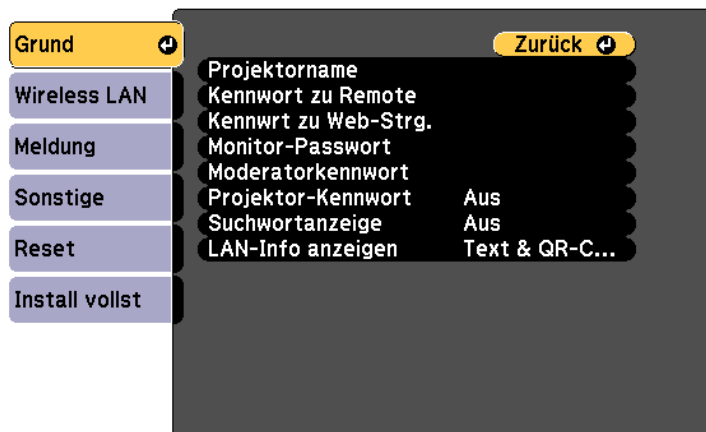 Grund
Wireless LAN
Meldung
Sonstige
Reset
Install vollst
Zurück
Projektorname
Kennwort zu Remote
Kennwrt zu Web-Strg.
Monitor-Passwort
Moderatorkennwort
Projektor-Kennwort Aus
Suchwortanzeige Aus
LAN-Info anzeigen Text & QR-C...